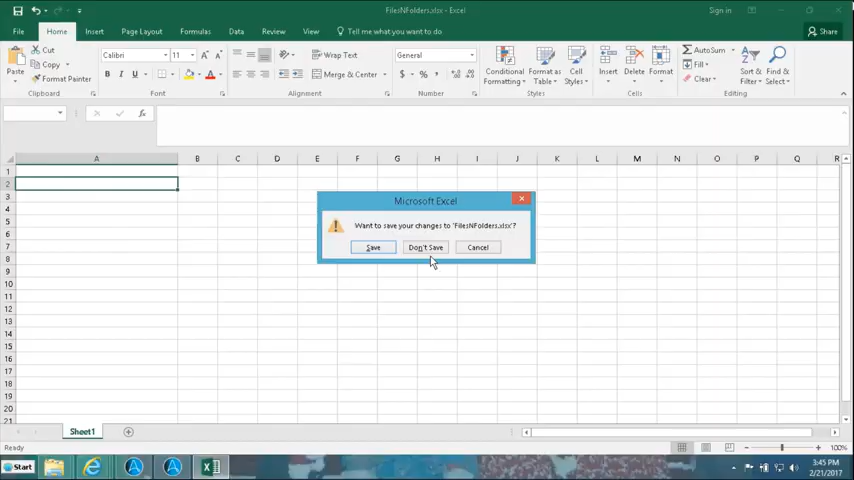 FilesNFolders.xlsx - Excel
Sign in
File Home Insert Page Layout Formulas Data Review View Tell me what you want to do... Share
Paste
Cut
Copy
Format Painter
Clipboard
Calibri 11
B I U
Font
Wrap Text
Merge & Center
Alignment
General
$ % ,
Number
Conditional Formatting
Format as Table
Cell Styles
Styles
Insert Delete Format
Cells
AutoSum
Fill
Clear
Sort & Filter
Find & Select
Editing
fx
A B C D E F G H I J K L M N O P Q R
1
2
3
4
5
6
7
8
9
10
11
12
13
14
15
16
17
18
19
20
21
Microsoft Excel
Want to save your changes to 'FilesNFolders.xlsx'?
Save Don't Save Cancel
Sheet1
Ready
100%
Start
3:45 PM
2/21/2017